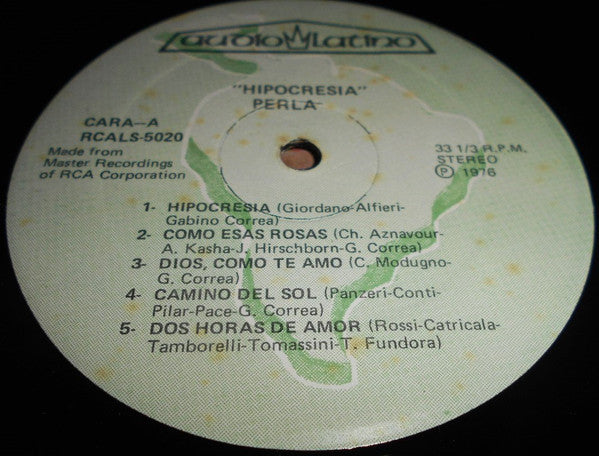 audio Latino
"HIPOCRESIA"
PERLA
CARA--A
RCALS-5020
Made from
Master Recordings
of RCA Corporation
33 1/3 R.P.M.
STEREO
Ⓟ 1976
1- HIPOCRESIA (Giordano-Alfieri-
Gabino Correa)
2- COMO ESAS ROSAS (Ch. Aznavour-
A. Kasha-J. Hirschborn-G. Correa)
3- DIOS, COMO TE AMO (C. Modugno-
G. Correa)
4- CAMINO DEL SOL (Panzeri-Conti-
Pilar-Pace-G. Correa)
5- DOS HORAS DE AMOR (Rossi-Catricala-
Tamborelli-Tomassini-T. Fundora)